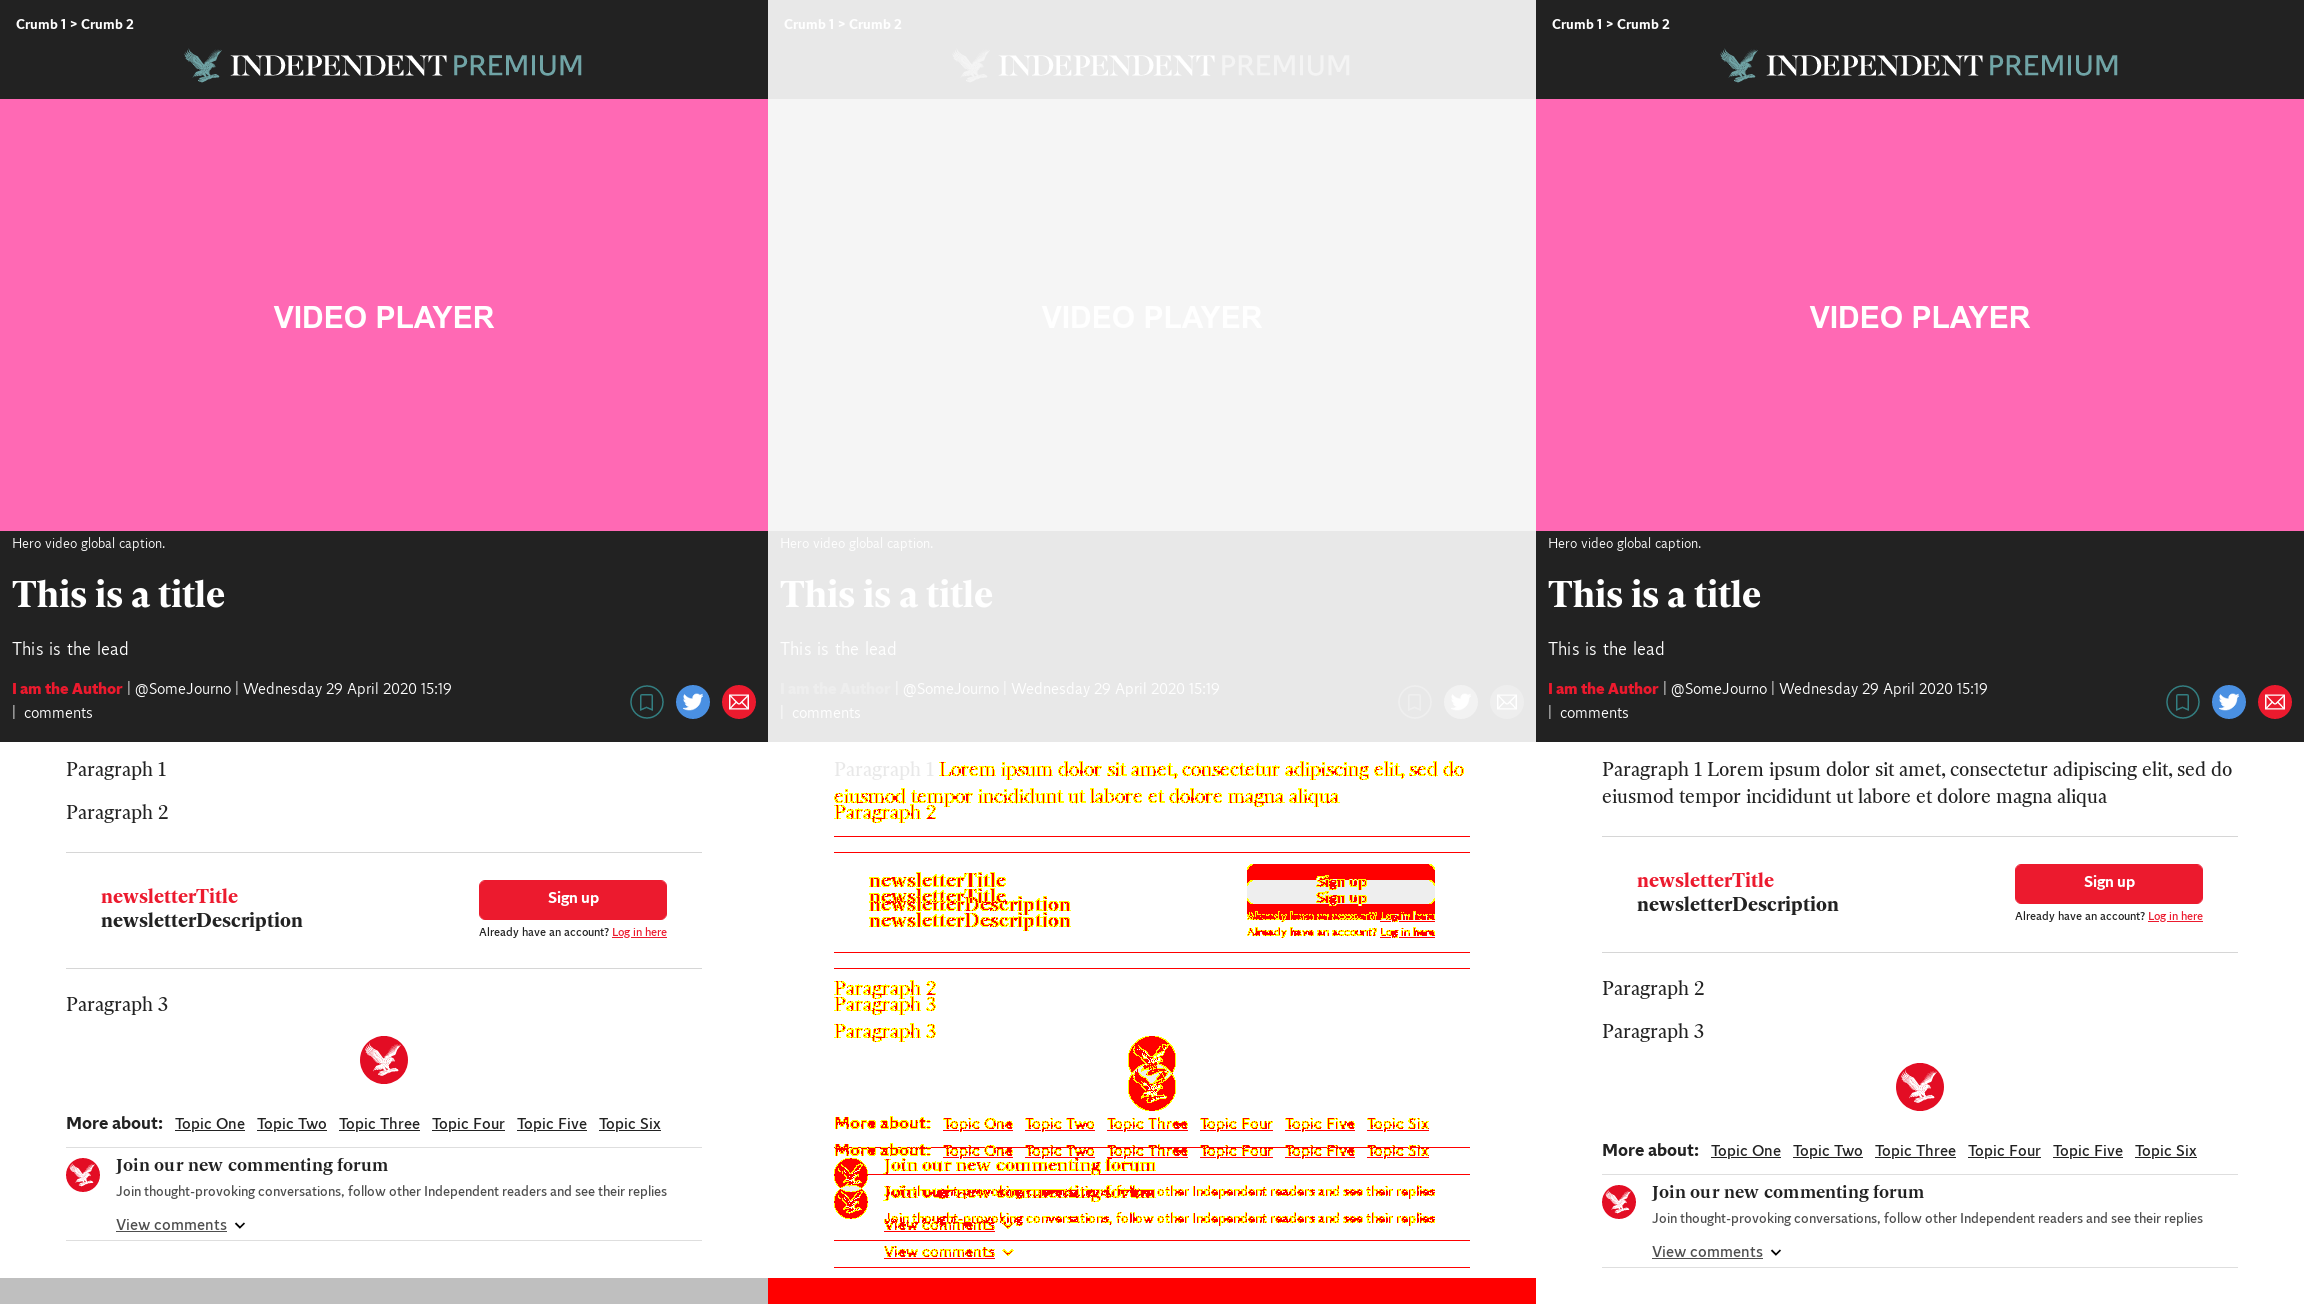 Crumb 1 > Crumb 2
INDEPENDENT PREMIUM
VIDEO PLAYER
Hero video global caption.
This is a title
This is the lead
I am the Author | @SomeJourno | Wednesday 29 April 2020 15:19
| comments
Paragraph 1
Paragraph 2
newsletterTitle
newsletterDescription
Sign up
Already have an account? Log in here
Paragraph 3
More about: Topic One Topic Two Topic Three Topic Four Topic Five Topic Six
Join our new commenting forum
Join thought-provoking conversations, follow other Independent readers and see their replies
View comments
Crumb 1 > Crumb 2
INDEPENDENT PREMIUM
VIDEO PLAYER
Hero video global caption.
This is a title
This is the lead
I am the Author | @SomeJourno | Wednesday 29 April 2020 15:19
| comments
Paragraph 1 Lorem ipsum dolor sit amet, consectetur adipiscing elit, sed do
eiusmod tempor incididunt ut labore et dolore magna aliqua
Paragraph 2
newsletterTitle
newsletterTitle
newsletterDescription
newsletterDescription
Sign up
Sign up
Already have an account? Log in here
Already have an account? Log in here
Paragraph 2
Paragraph 3
Paragraph 3
More about: Topic One Topic Two Topic Three Topic Four Topic Five Topic Six
More about: Topic One Topic Two Topic Three Topic Four Topic Five Topic Six
Join our new commenting forum
Join thought-provoking conversations, follow other Independent readers and see their replies
Join our new commenting forum
Join thought-provoking conversations, follow other Independent readers and see their replies
View comments
View comments
Crumb 1 > Crumb 2
INDEPENDENT PREMIUM
VIDEO PLAYER
Hero video global caption.
This is a title
This is the lead
I am the Author | @SomeJourno | Wednesday 29 April 2020 15:19
| comments
Paragraph 1 Lorem ipsum dolor sit amet, consectetur adipiscing elit, sed do
eiusmod tempor incididunt ut labore et dolore magna aliqua
newsletterTitle
newsletterDescription
Sign up
Already have an account? Log in here
Paragraph 2
Paragraph 3
More about: Topic One Topic Two Topic Three Topic Four Topic Five Topic Six
Join our new commenting forum
Join thought-provoking conversations, follow other Independent readers and see their replies
View comments